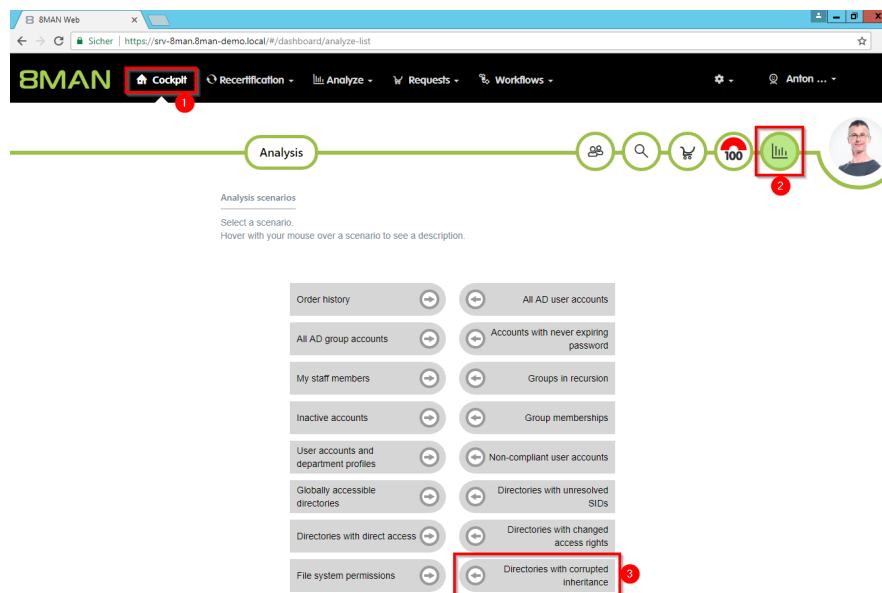 8MAN Web
Sicher | https://srv-8man.8man-demo.local/#/dashboard/analyze-list
8MAN Cockpit Recertification Analyze Requests Workflows Anton ...
1
Analysis 100
2
Analysis scenarios
Select a scenario.
Hover with your mouse over a scenario to see a description.
Order history
All AD user accounts
All AD group accounts
Accounts with never expiring
password
My staff members
Groups in recursion
Inactive accounts
Group memberships
User accounts and
department profiles
Non-compliant user accounts
Globally accessible
directories
Directories with unresolved
SIDs
Directories with direct access
Directories with changed
access rights
File system permissions
Directories with corrupted
inheritance
3